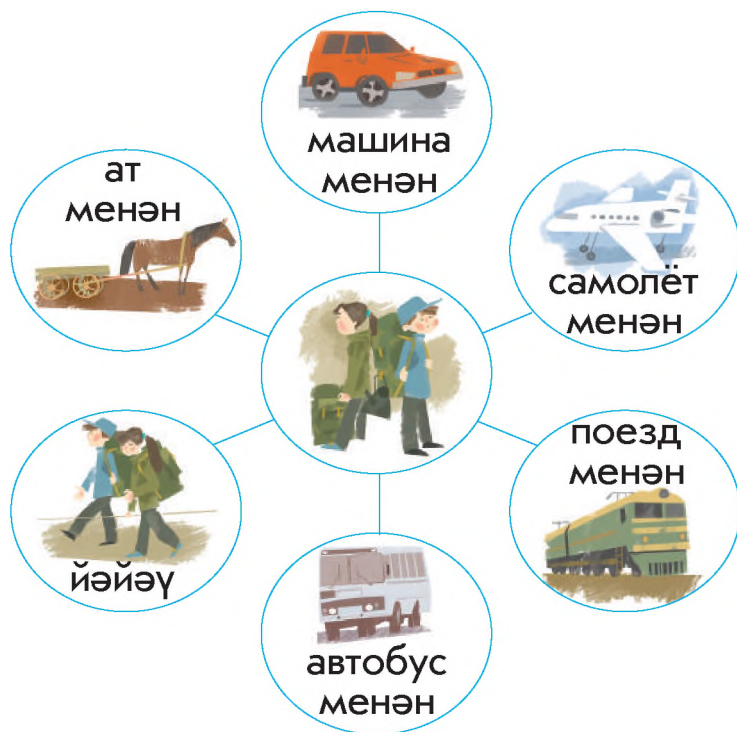 машина
менән
ат
менән
самолёт
менән
поезд
менән
йәйәү
автобус
менән